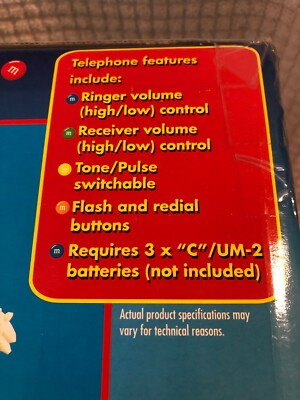 Telephone features
include:
m Ringer volume
(high/low) control
m Receiver volume
(high/low) control
Tone/Pulse
switchable
m Flash and redial
buttons
m Requires 3 x "C"/UM-2
batteries (not included)
Actual product specifications may
vary for technical reasons.
m